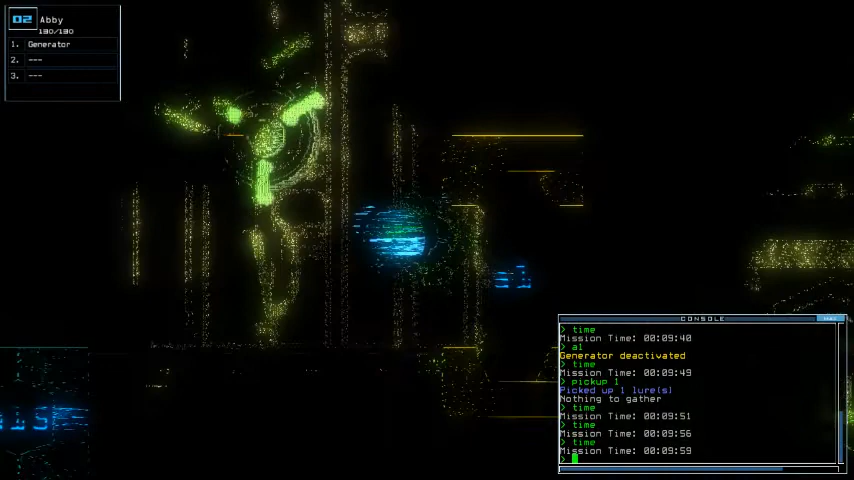 02 Abby
130/130
1. Generator
2. ---
3. ---
CONSOLE
> time
Mission Time: 00:09:40
> a1
Generator deactivated
> time
Mission Time: 00:09:49
> pickup 1
Picked up 1 lure(s)
Nothing to gather
> time
Mission Time: 00:09:51
> time
Mission Time: 00:09:56
> time
Mission Time: 00:09:59
>